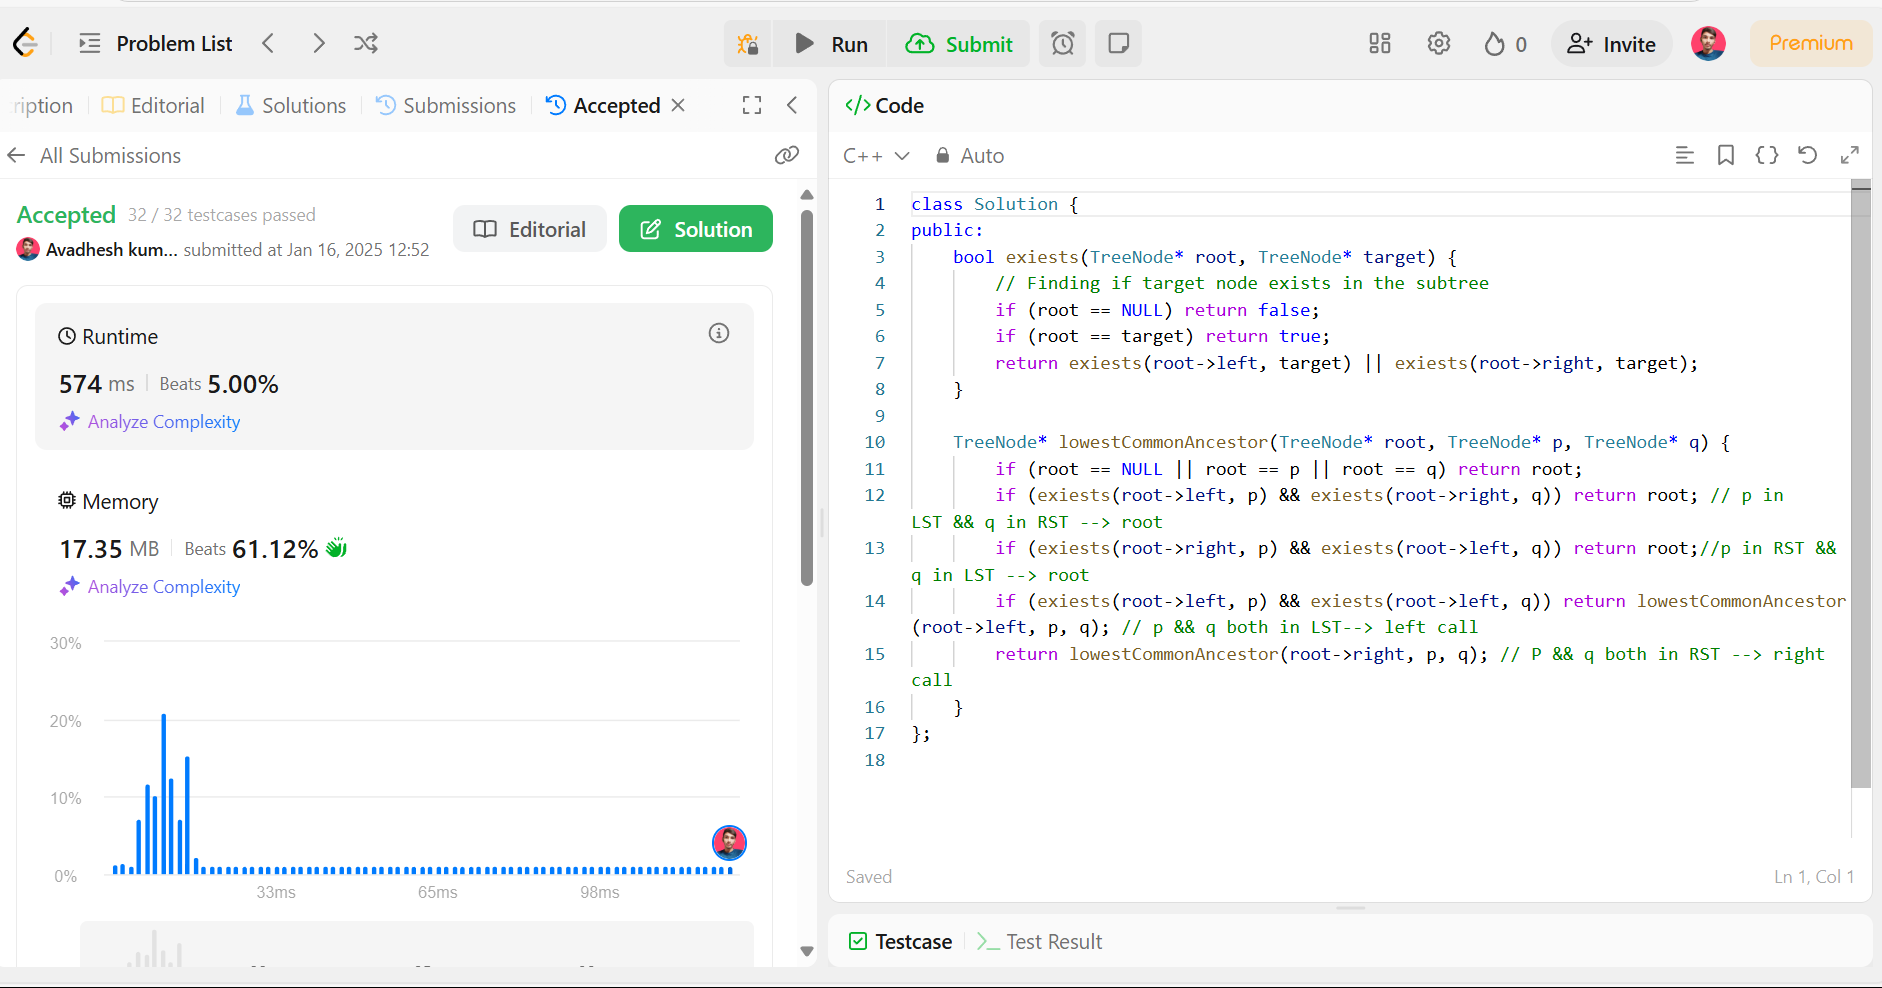 Problem List
Run
Submit
0
Invite
Premium
ription
Editorial
Solutions
Submissions
Accepted
Code
All Submissions
C++
Auto
Accepted 32 / 32 testcases passed
Avadhesh kum... submitted at Jan 16, 2025 12:52
Editorial
Solution
Runtime
574 ms Beats 5.00%
Analyze Complexity
Memory
17.35 MB Beats 61.12%
Analyze Complexity
30%
20%
10%
0%
33ms 65ms 98ms
1 class Solution {
2 public:
3 bool exiests(TreeNode* root, TreeNode* target) {
4 // Finding if target node exists in the subtree
5 if (root == NULL) return false;
6 if (root == target) return true;
7 return exiests(root->left, target) || exiests(root->right, target);
8 }
9
10 TreeNode* lowestCommonAncestor(TreeNode* root, TreeNode* p, TreeNode* q) {
11 if (root == NULL || root == p || root == q) return root;
12 if (exiests(root->left, p) && exiests(root->right, q)) return root; // p in
LST && q in RST --> root
13 if (exiests(root->right, p) && exiests(root->left, q)) return root;//p in RST &&
q in LST --> root
14 if (exiests(root->left, p) && exiests(root->left, q)) return lowestCommonAncestor
(root->left, p, q); // p && q both in LST--> left call
15 return lowestCommonAncestor(root->right, p, q); // P && q both in RST --> right
call
16 }
17 };
18
Saved
Ln 1, Col 1
Testcase
Test Result